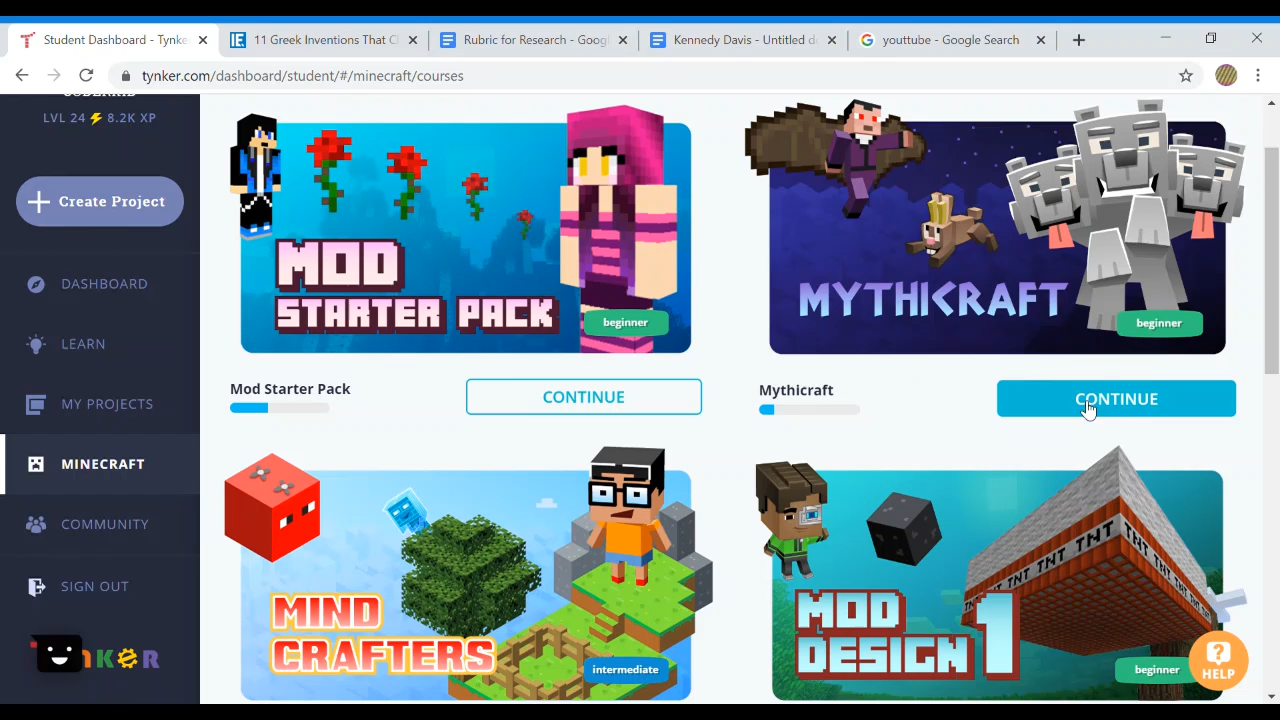 Student Dashboard - Tynke
11 Greek Inventions That C
Rubric for Research - Goog
Kennedy Davis - Untitled d
youttube - Google Search
tynker.com/dashboard/student/#/minecraft/courses
LVL 24 ⚡ 8.2K XP
+ Create Project
DASHBOARD
LEARN
MY PROJECTS
MINECRAFT
COMMUNITY
SIGN OUT
MOD
STARTER PACK
beginner
MYTHICRAFT
beginner
Mod Starter Pack
CONTINUE
Mythicraft
CONTINUE
MIND
CRAFTERS
intermediate
TNT TNT TNT TNT TNT TNT
MOD
DESIGN 1
beginner
?
HELP